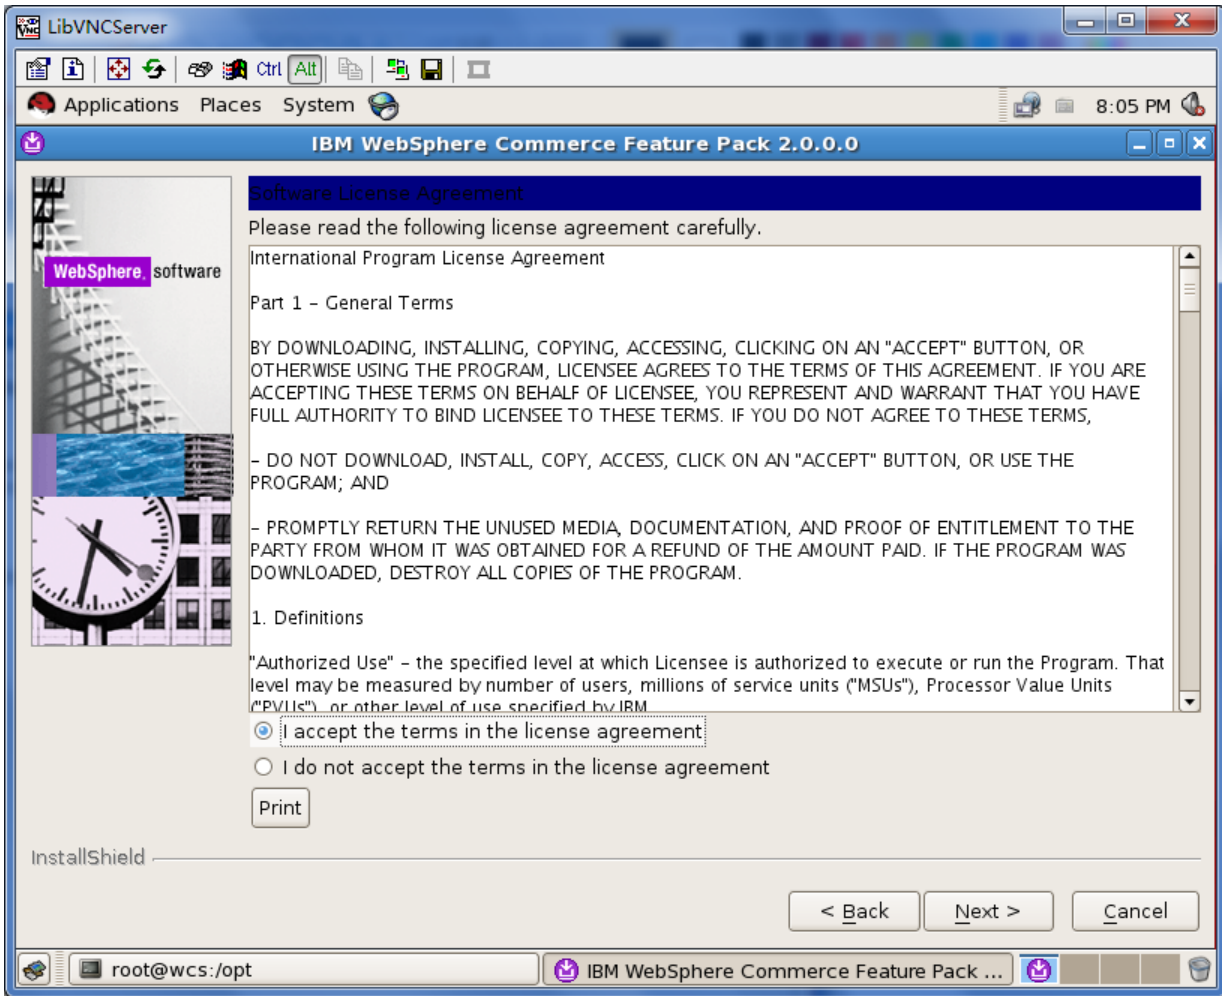 LibVNCServer
Ctrl Alt
Applications Places System 8:05 PM
IBM WebSphere Commerce Feature Pack 2.0.0.0
WebSphere. software
Software License Agreement
Please read the following license agreement carefully.
International Program License Agreement
Part 1 – General Terms
BY DOWNLOADING, INSTALLING, COPYING, ACCESSING, CLICKING ON AN "ACCEPT" BUTTON, OR
OTHERWISE USING THE PROGRAM, LICENSEE AGREES TO THE TERMS OF THIS AGREEMENT. IF YOU ARE
ACCEPTING THESE TERMS ON BEHALF OF LICENSEE, YOU REPRESENT AND WARRANT THAT YOU HAVE
FULL AUTHORITY TO BIND LICENSEE TO THESE TERMS. IF YOU DO NOT AGREE TO THESE TERMS,
– DO NOT DOWNLOAD, INSTALL, COPY, ACCESS, CLICK ON AN "ACCEPT" BUTTON, OR USE THE
PROGRAM; AND
– PROMPTLY RETURN THE UNUSED MEDIA, DOCUMENTATION, AND PROOF OF ENTITLEMENT TO THE
PARTY FROM WHOM IT WAS OBTAINED FOR A REFUND OF THE AMOUNT PAID. IF THE PROGRAM WAS
DOWNLOADED, DESTROY ALL COPIES OF THE PROGRAM.
1. Definitions
"Authorized Use" – the specified level at which Licensee is authorized to execute or run the Program. That
level may be measured by number of users, millions of service units ("MSUs"), Processor Value Units
("PVUs"), or other level of use specified by IBM.
I accept the terms in the license agreement
I do not accept the terms in the license agreement
Print
InstallShield
< Back Next > Cancel
root@wcs:/opt IBM WebSphere Commerce Feature Pack ...